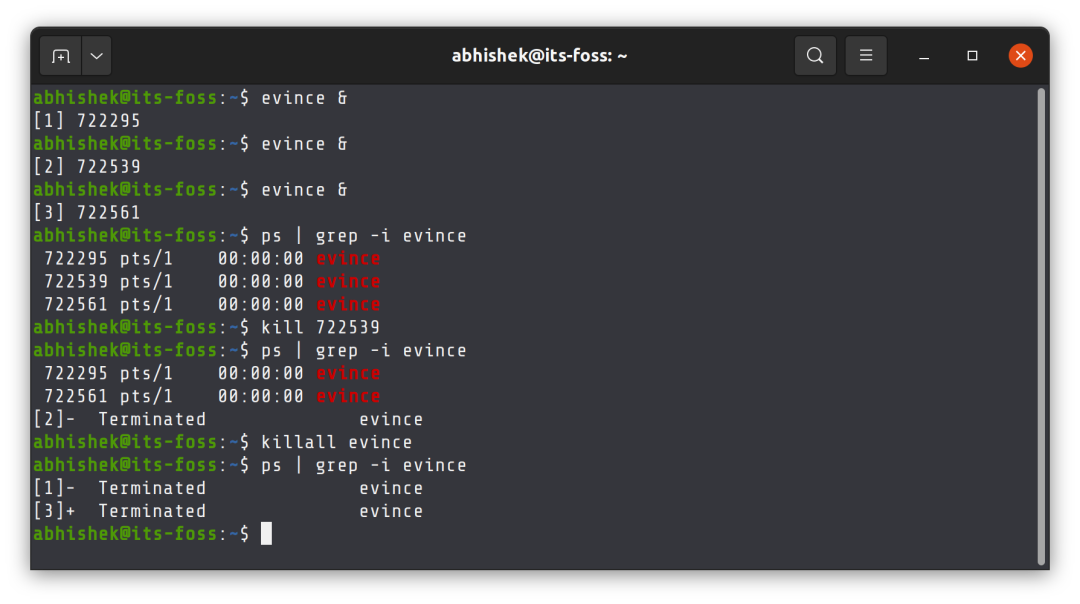 abhishek@its-foss: ~
abhishek@its-foss:~$ evince &
[1] 722295
abhishek@its-foss:~$ evince &
[2] 722539
abhishek@its-foss:~$ evince &
[3] 722561
abhishek@its-foss:~$ ps | grep -i evince
 722295 pts/1    00:00:00 evince
 722539 pts/1    00:00:00 evince
 722561 pts/1    00:00:00 evince
abhishek@its-foss:~$ kill 722539
abhishek@its-foss:~$ ps | grep -i evince
 722295 pts/1    00:00:00 evince
 722561 pts/1    00:00:00 evince
[2]-  Terminated              evince
abhishek@its-foss:~$ killall evince
abhishek@its-foss:~$ ps | grep -i evince
[1]-  Terminated              evince
[3]+  Terminated              evince
abhishek@its-foss:~$